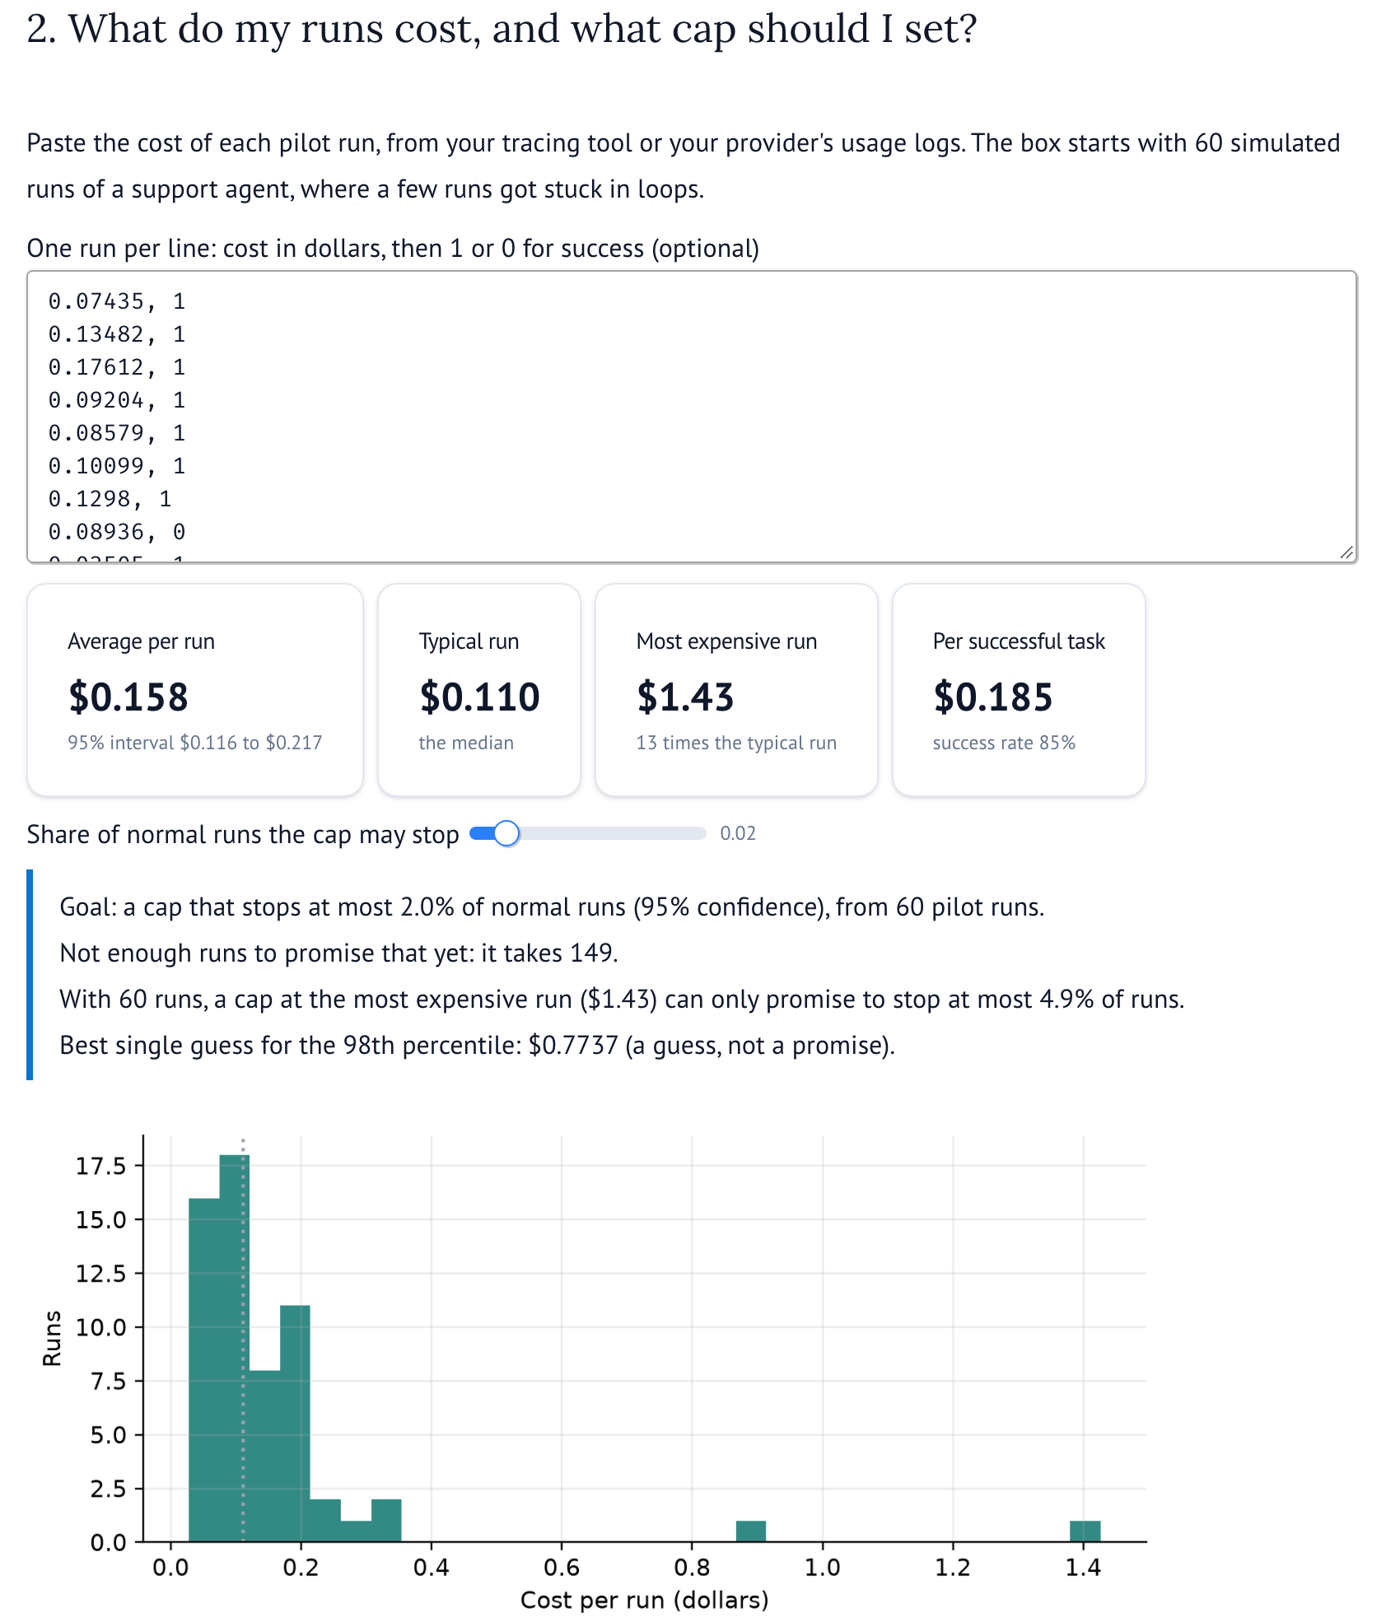 2. What do my runs cost, and what cap should I set?
Paste the cost of each pilot run, from your tracing tool or your provider's usage logs. The box starts with 60 simulated
runs of a support agent, where a few runs got stuck in loops.
One run per line: cost in dollars, then 1 or 0 for success (optional)
0.07435, 1
0.13482, 1
0.17612, 1
0.09204, 1
0.08579, 1
0.10099, 1
0.1298, 1
0.08936, 0
Average per run
$0.158
95% interval $0.116 to $0.217
Typical run
$0.110
the median
Most expensive run
$1.43
13 times the typical run
Per successful task
$0.185
success rate 85%
Share of normal runs the cap may stop 0.02
Goal: a cap that stops at most 2.0% of normal runs (95% confidence), from 60 pilot runs.
Not enough runs to promise that yet: it takes 149.
With 60 runs, a cap at the most expensive run ($1.43) can only promise to stop at most 4.9% of runs.
Best single guess for the 98th percentile: $0.7737 (a guess, not a promise).
17.5
15.0
12.5
10.0
7.5
5.0
2.5
0.0
Runs
0.0 0.2 0.4 0.6 0.8 1.0 1.2 1.4
Cost per run (dollars)